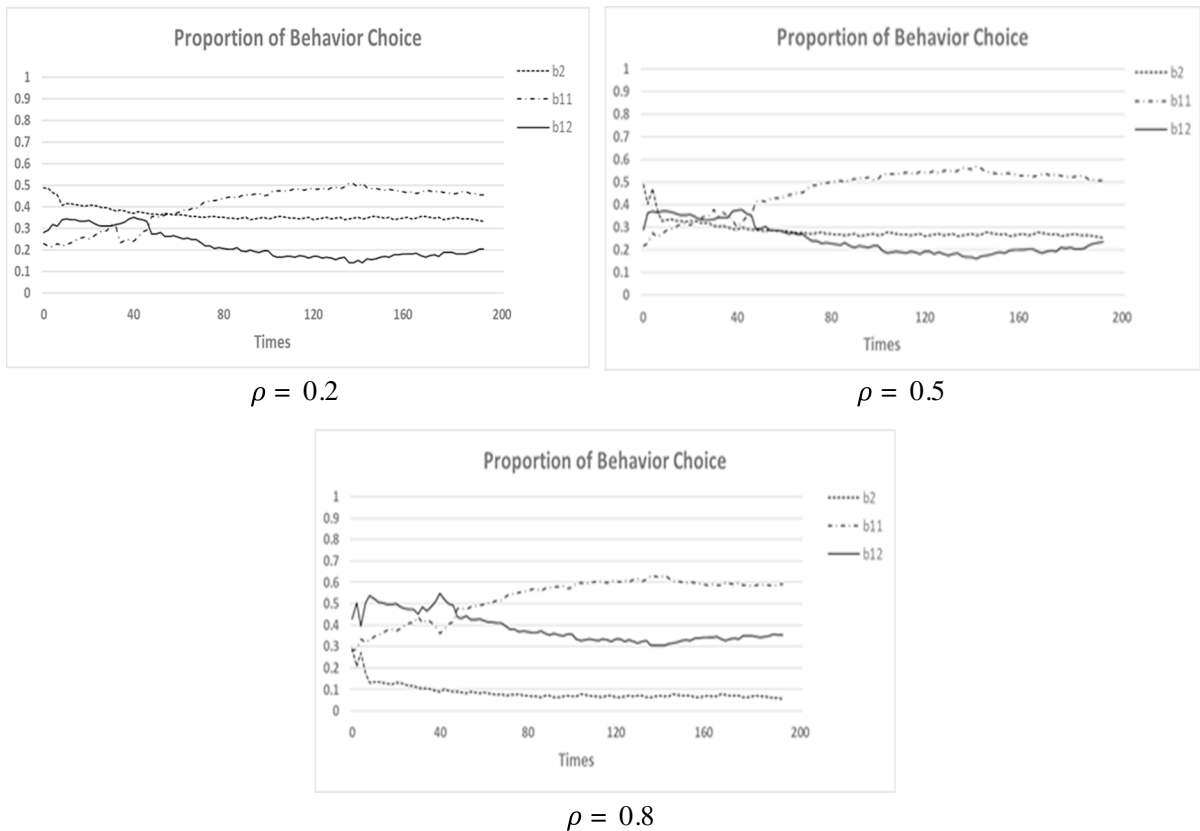 Proportion of Behavior Choice
1
0.9
0.8
0.7
0.6
0.5
0.4
0.3
0.2
0.1
0
0 40 80 120 160 200
Times
b2
b11
b12
ρ = 0.2
Proportion of Behavior Choice
1
0.9
0.8
0.7
0.6
0.5
0.4
0.3
0.2
0.1
0
0 40 80 120 160 200
Times
b2
b11
b12
ρ = 0.5
Proportion of Behavior Choice
1
0.9
0.8
0.7
0.6
0.5
0.4
0.3
0.2
0.1
0
0 40 80 120 160 200
Times
b2
b11
b12
ρ = 0.8